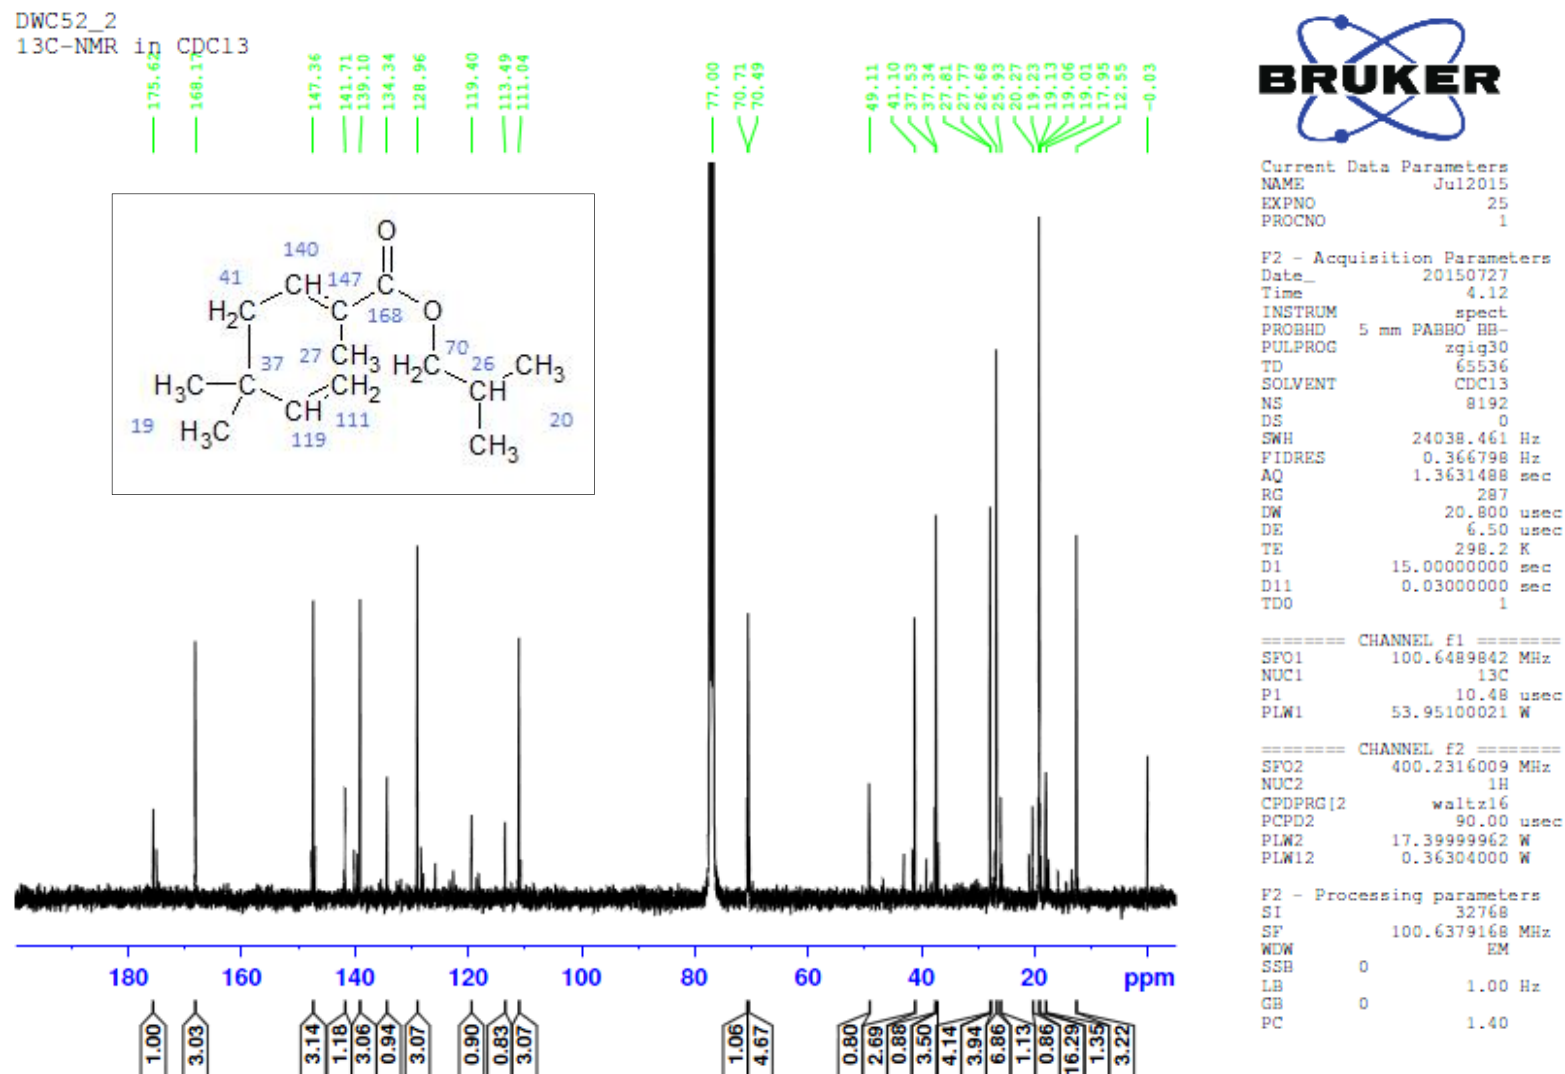 DWC52_2
13C-NMR in CDCl3
175.62
168.17
147.36
141.71
139.10
134.34
128.96
119.40
113.49
111.04
77.00
70.71
70.49
49.11
41.10
37.53
37.34
27.81
27.77
26.68
25.93
20.27
19.23
19.13
19.06
19.01
17.95
12.55
-0.03
BRUKER
O
140
41
CH
147
H2C
C
168
O
37
27
CH3
H2C
70
26
CH3
H3C
C
CH2
CH
19
H3C
CH
111
119
20
CH3
Current Data Parameters
NAME Jul2015
EXPNO 25
PROCNO 1
F2 - Acquisition Parameters
Date_ 20150727
Time 4.12
INSTRUM spect
PROBHD 5 mm PABBO BB-
PULPROG zgig30
TD 65536
SOLVENT CDCl3
NS 8192
DS 0
SWH 24038.461 Hz
FIDRES 0.366798 Hz
AQ 1.3631488 sec
RG 287
DW 20.800 usec
DE 6.50 usec
TE 298.2 K
D1 15.00000000 sec
D11 0.03000000 sec
TD0 1
======== CHANNEL f1 ========
SFO1 100.6489842 MHz
NUC1 13C
P1 10.48 usec
PLW1 53.95100021 W
======== CHANNEL f2 ========
SFO2 400.2316009 MHz
NUC2 1H
CPDPRG[2 waltz16
PCPD2 90.00 usec
PLW2 17.39999962 W
PLW12 0.36304000 W
F2 - Processing parameters
SI 32768
SF 100.6379168 MHz
WDW EM
SSB 0
LB 1.00 Hz
GB 0
PC 1.40
180 160 140 120 100 80 60 40 20 ppm
1.00
3.03
3.14
1.18
3.06
0.94
3.07
0.90
0.83
3.07
1.06
4.67
0.80
2.69
0.88
3.50
4.14
3.94
6.86
1.13
0.86
16.29
1.35
3.22